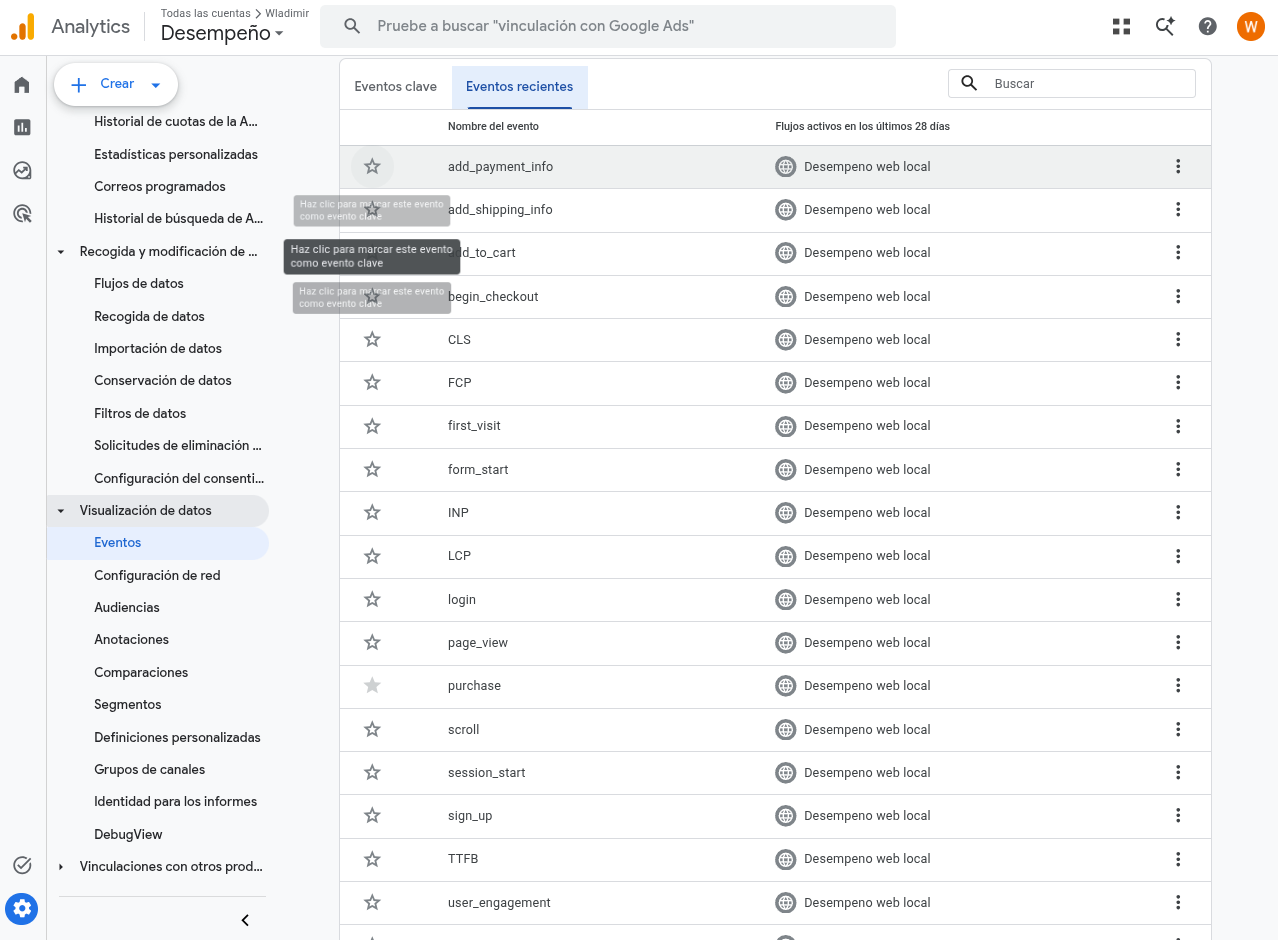 Analytics
Todas las cuentas > Wladimir
Desempeño
Pruebe a buscar "vinculación con Google Ads"
W
Crear
Historial de cuotas de la A...
Estadísticas personalizadas
Correos programados
Historial de búsqueda de A...
Recogida y modificación de ...
Flujos de datos
Recogida de datos
Importación de datos
Conservación de datos
Filtros de datos
Solicitudes de eliminación ...
Configuración del consenti...
Visualización de datos
Eventos
Configuración de red
Audiencias
Anotaciones
Comparaciones
Segmentos
Definiciones personalizadas
Grupos de canales
Identidad para los informes
DebugView
Vinculaciones con otros prod...
Eventos clave
Eventos recientes
Buscar
Nombre del evento Flujos activos en los últimos 28 días
add_payment_info Desempeno web local
Haz clic para marcar este evento
como evento clave
add_shipping_info Desempeno web local
Haz clic para marcar este evento
como evento clave
add_to_cart Desempeno web local
Haz clic para marcar este evento
como evento clave
begin_checkout Desempeno web local
CLS Desempeno web local
FCP Desempeno web local
first_visit Desempeno web local
form_start Desempeno web local
INP Desempeno web local
LCP Desempeno web local
login Desempeno web local
page_view Desempeno web local
purchase Desempeno web local
scroll Desempeno web local
session_start Desempeno web local
sign_up Desempeno web local
TTFB Desempeno web local
user_engagement Desempeno web local